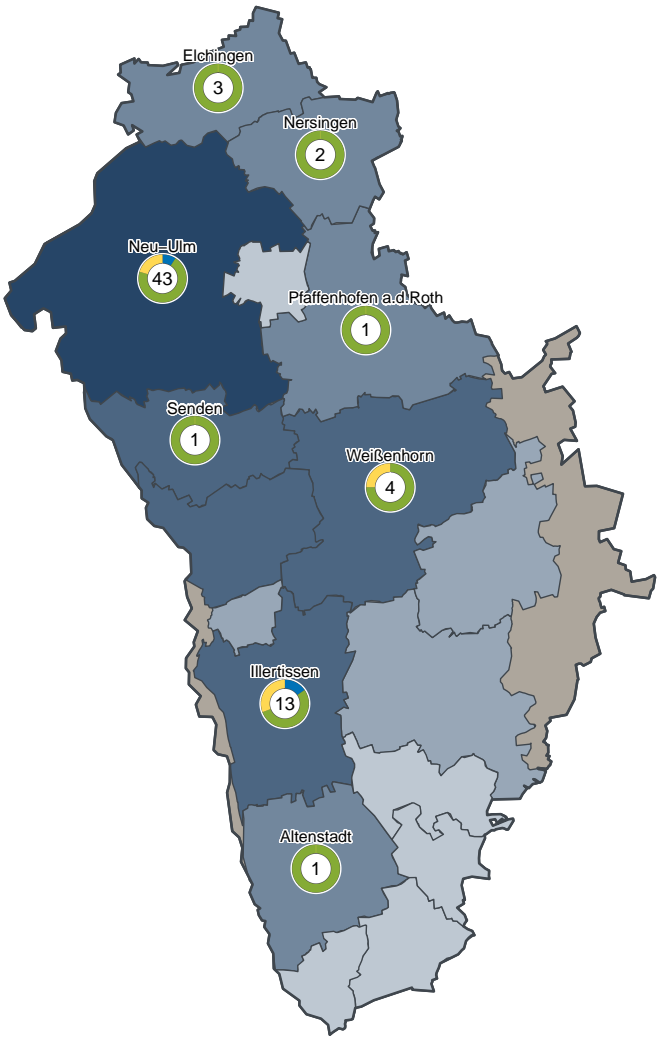 Elchingen
3
Nersingen
2
Neu–Ulm
43
Pfaffenhofen a.d.Roth
1
Senden
1
Weißenhorn
4
Illertissen
13
Altenstadt
1